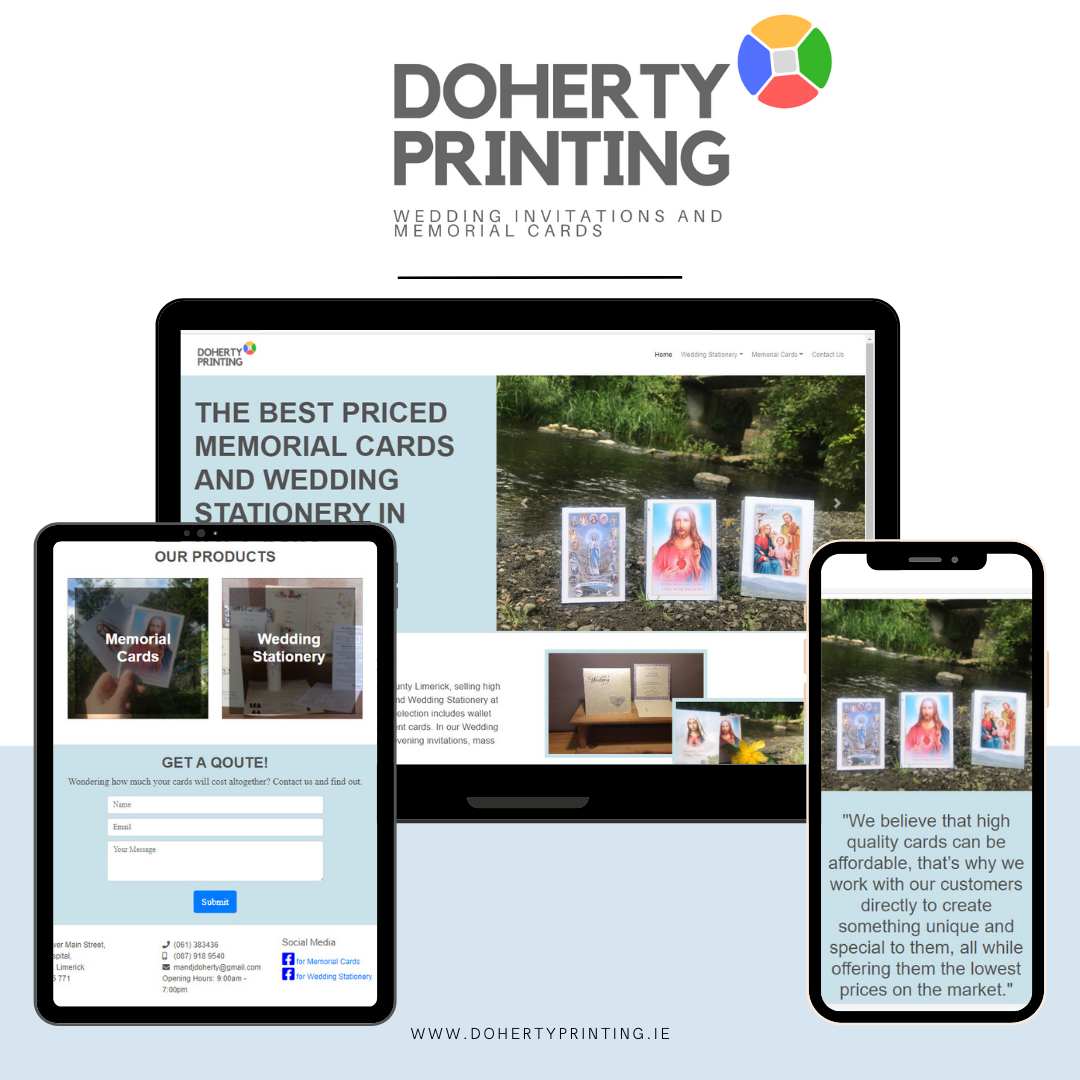 DOHERTY
PRINTING
WEDDING INVITATIONS AND
MEMORIAL CARDS
DOHERTY
PRINTING
Home Wedding Stationery Memorial Cards Contact Us
THE BEST PRICED
MEMORIAL CARDS
AND WEDDING
STATIONERY IN
unty Limerick, selling high
nd Wedding Stationery at
election includes wallet
ent cards. In our Wedding
vening invitations, mass
Wedding
OUR PRODUCTS
Memorial
Cards
Wedding
Stationery
GET A QOUTE!
Wondering how much your cards will cost altogether? Contact us and find out.
Name
Email
Your Message
Submit
ver Main Street,
spital,
Limerick
771
(061) 383436
(087) 918 9540
mandjdoherty@gmail.com
Opening Hours: 9:00am -
7:00pm
Social Media
for Memorial Cards
for Wedding Stationery
"We believe that high
quality cards can be
affordable, that's why we
work with our customers
directly to create
something unique and
special to them, all while
offering them the lowest
prices on the market."
WWW.DOHERTYPRINTING.IE